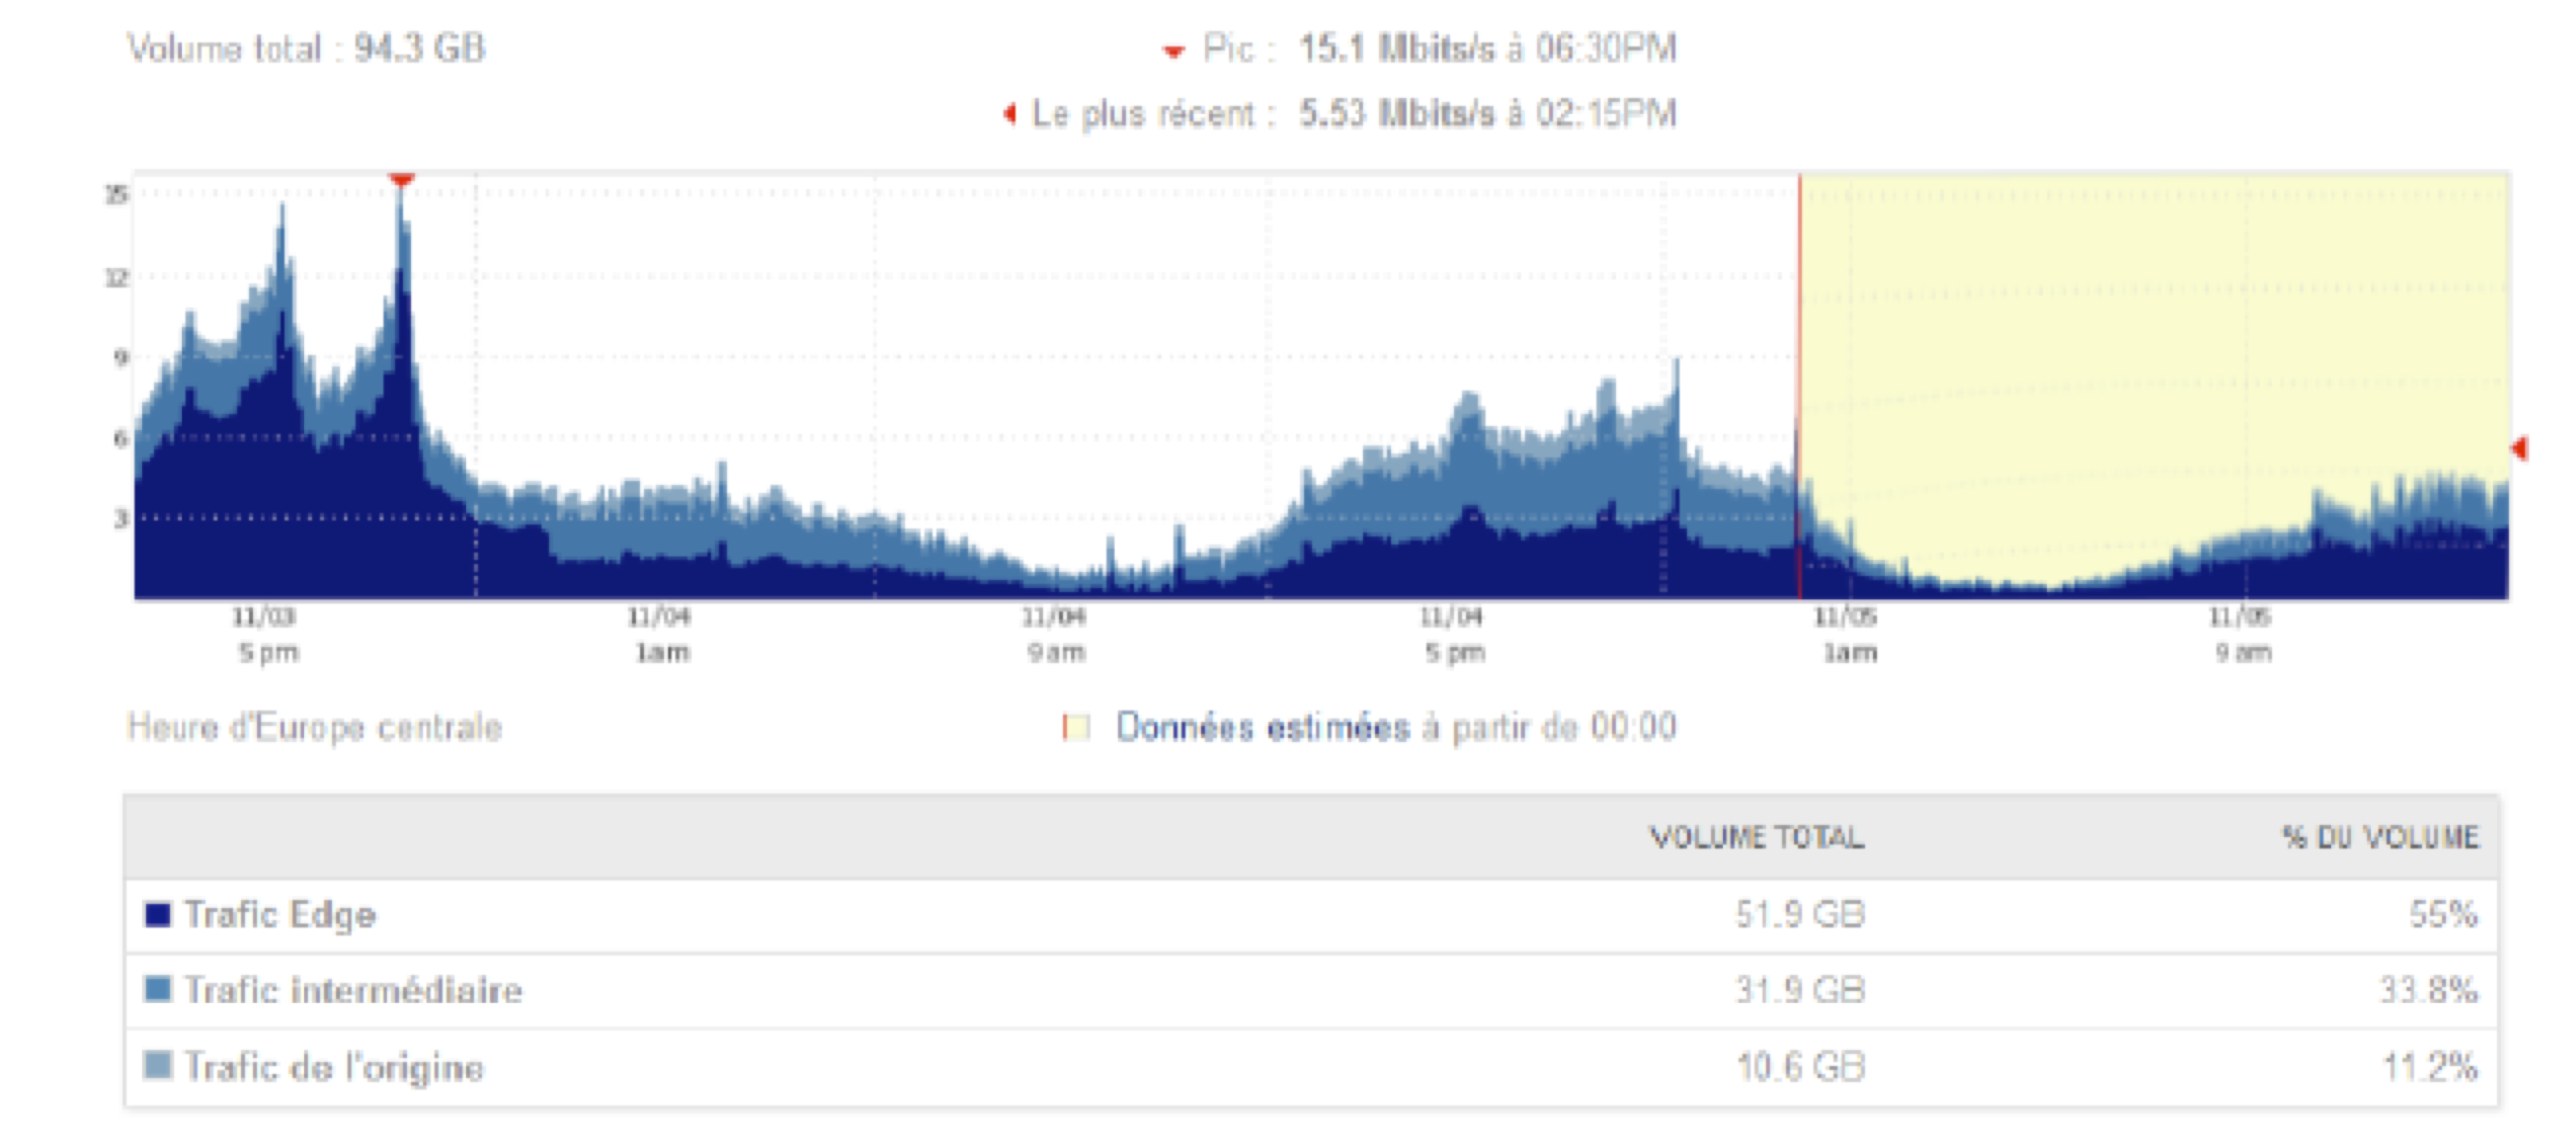 Volume total : 94.3 GB
Pic : 15.1 Mbits/s à 06:30PM
Le plus récent : 5.53 Mbits/s à 02:15PM
15
12
9
6
3
11/03 11/04 11/04 11/04 11/05 11/05
5 pm 1am 9 am 5 pm 1am 9 am
Heure d'Europe centrale
Données estimées à partir de 00:00
VOLUME TOTAL % DU VOLUME
Trafic Edge 51.9 GB 55%
Trafic intermédiaire 31.9 GB 33.8%
Trafic de l'origine 10.6 GB 11.2%